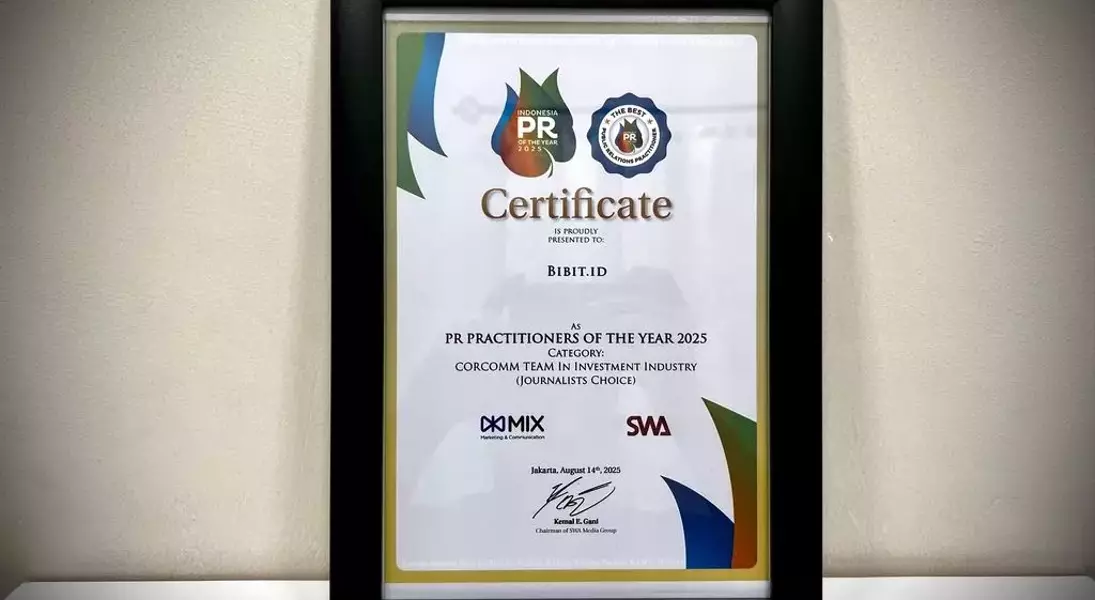 INDONESIA
PR
OF THE YEAR
2025
THE BEST
PR
PUBLIC RELATIONS PRACTITIONER
Certificate
IS PROUDLY
PRESENTED TO:
BIBIT.ID
AS
PR PRACTITIONERS OF THE YEAR 2025
CATEGORY:
CORCOMM TEAM IN INVESTMENT INDUSTRY
(JOURNALISTS CHOICE)
MIX
Marketing & Communication
SWA
Jakarta, August 14th, 2025
Kemal E. Gani
Chairman of SWA Media Group